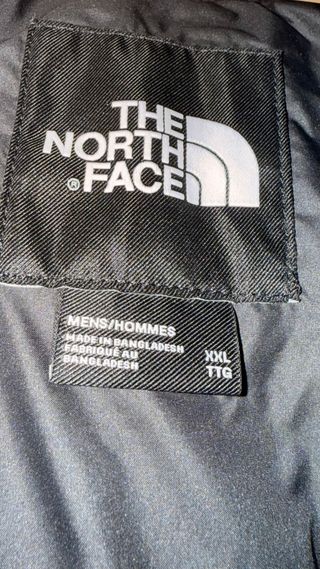 THE
NORTH
® FACE
MENS/HOMMES
MADE IN BANGLADESH
FABRIQUÉ AU
BANGLADESH
XXL
TTG